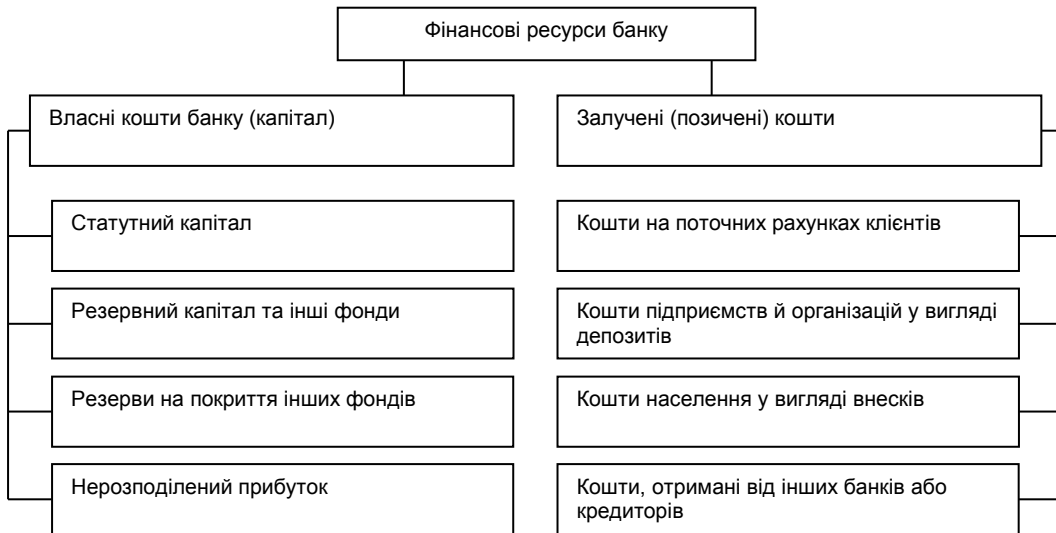 Фінансові ресурси банку
Власні кошти банку (капітал)
Залучені (позичені) кошти
Статутний капітал
Кошти на поточних рахунках клієнтів
Резервний капітал та інші фонди
Кошти підприємств й організацій у вигляді
депозитів
Резерви на покриття інших фондів
Кошти населення у вигляді внесків
Нерозподілений прибуток
Кошти, отримані від інших банків або
кредиторів